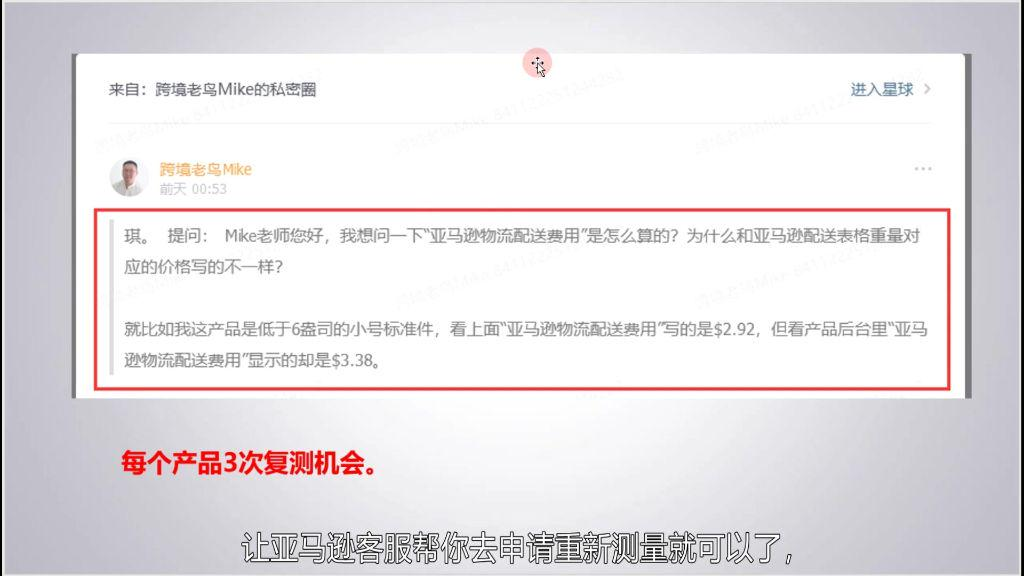 来自：跨境老鸟Mike的私密圈
进入星球
跨境老鸟Mike
前天 00:53
琪。 提问： Mike老师您好，我想问一下“亚马逊物流配送费用”是怎么算的？为什么和亚马逊配送表格重量对
应的价格写的不一样？
就比如我这产品是低于6盎司的小号标准件，看上面“亚马逊物流配送费用”写的是$2.92，但看产品后台里“亚马
逊物流配送费用”显示的却是$3.38。
每个产品3次复测机会。
让亚马逊客服帮你去申请重新测量就可以了，